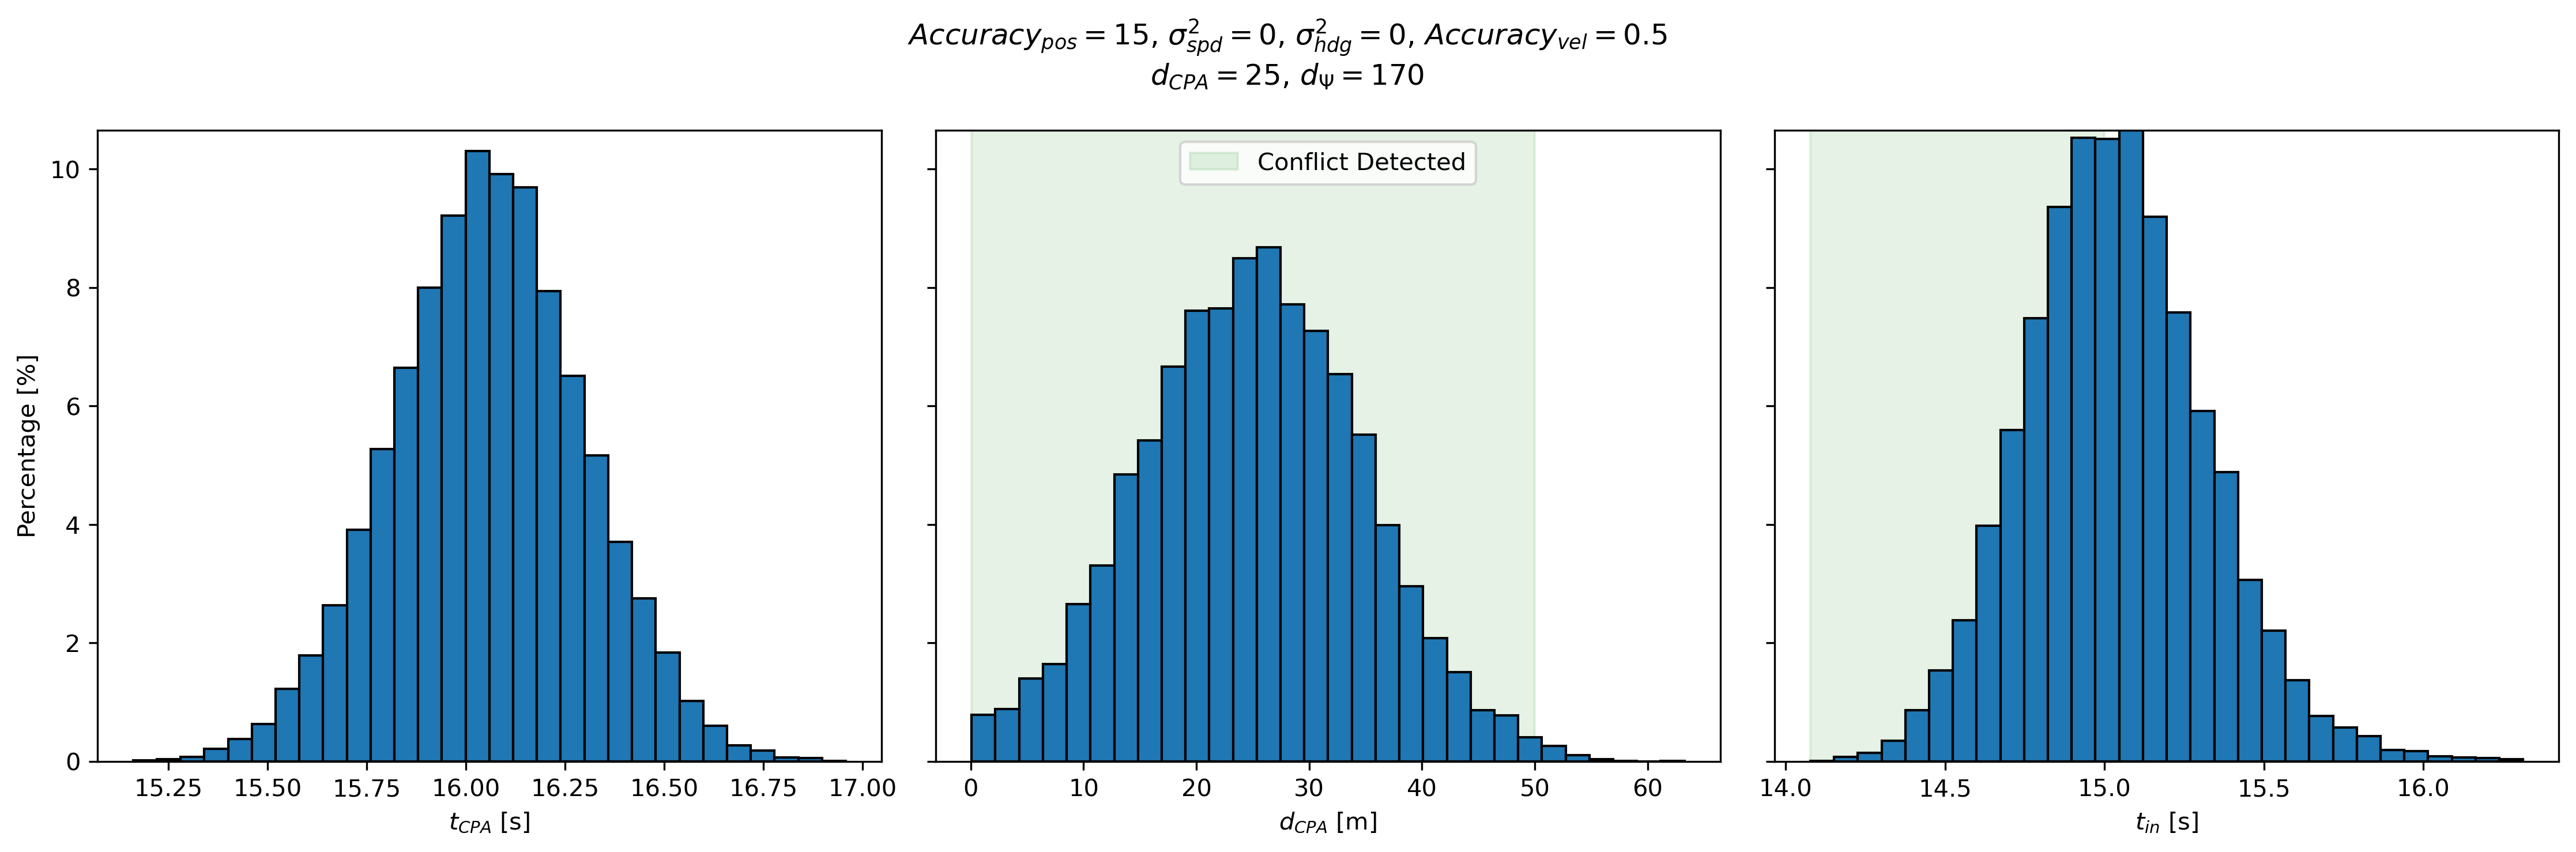 Accuracy_pos = 15, σ²_spd = 0, σ²_hdg = 0, Accuracy_vel = 0.5
d_CPA = 25, d_Ψ = 170
Percentage [%]
10
8
6
4
2
0
15.25 15.50 15.75 16.00 16.25 16.50 16.75 17.00
t_CPA [s]
Conflict Detected
0 10 20 30 40 50 60
d_CPA [m]
14.0 14.5 15.0 15.5 16.0
t_in [s]